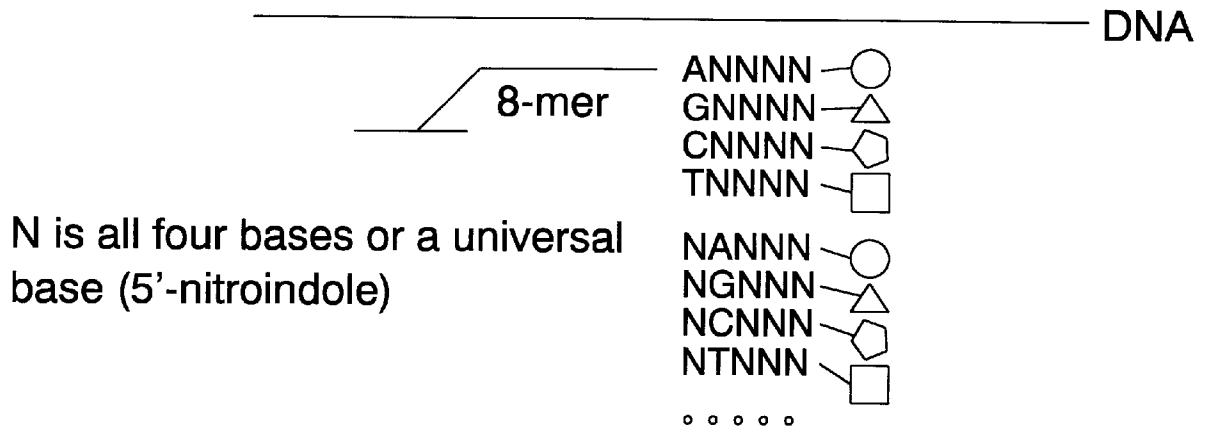 DNA
8-mer
ANNNN
GNNNN
CNNNN
TNNNN
N is all four bases or a universal
base (5’-nitroindole)
NANNN
NGNNN
NCNNN
NTNNN